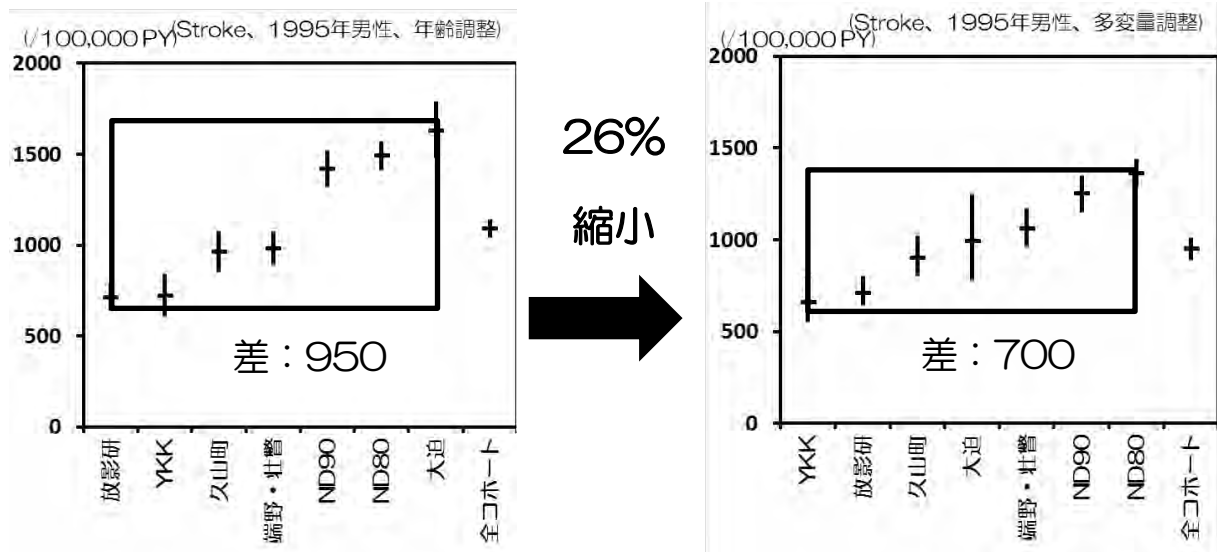 (/100,000 PY)
(Stroke、1995年男性、年齢調整)
2000
1500
1000
500
0
差：950
放影研
YKK
久山町
端野・壮瞥
ND90
ND80
大迫
全コホート
26%
縮小
(/100,000 PY)
(Stroke、1995年男性、多変量調整)
2000
1500
1000
500
0
差：700
YKK
放影研
久山町
大迫
端野・壮瞥
ND90
ND80
全コホート